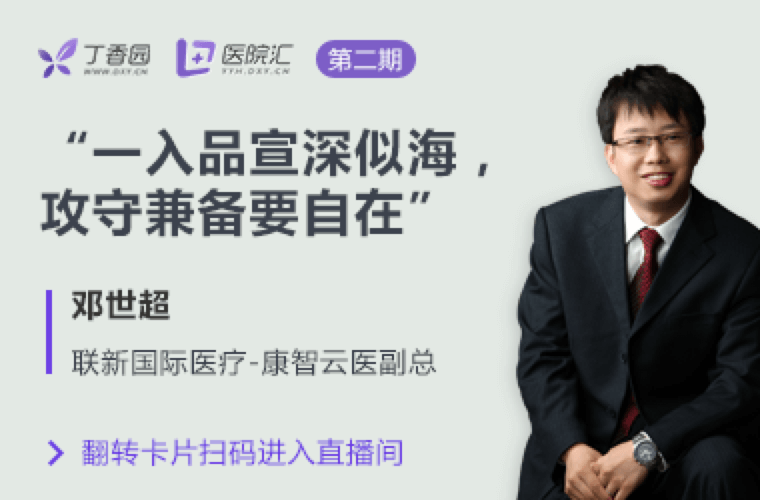 丁香园 医院汇 第二期
WWW.DXY.CN YYH.DXY.CN
“一入品宣深似海，
攻守兼备要自在”
邓世超
联新国际医疗-康智云医副总
翻转卡片扫码进入直播间